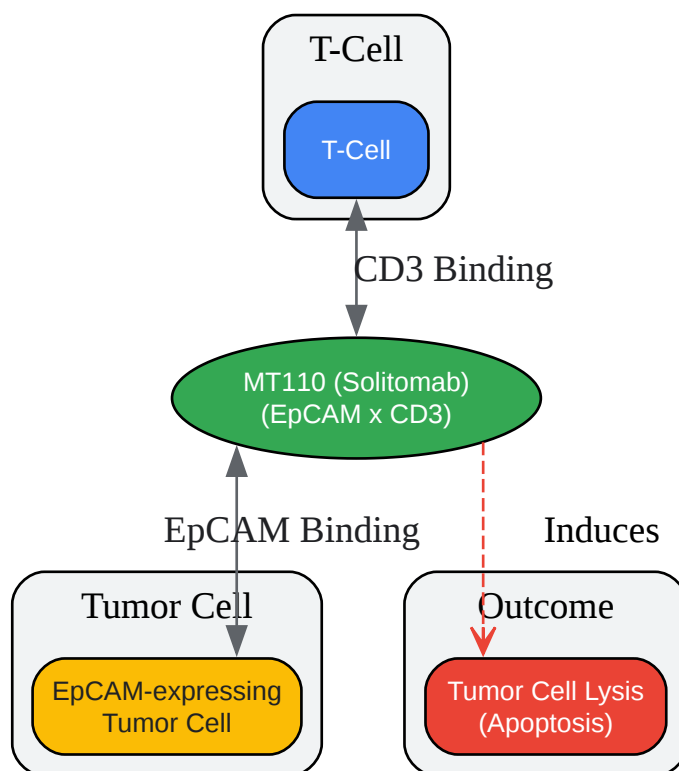 T-Cell
T-Cell
CD3 Binding
MT110 (Solitomab)
(EpCAM x CD3)
EpCAM Binding
Induces
Tumor Cell
EpCAM-expressing
Tumor Cell
Outcome
Tumor Cell Lysis
(Apoptosis)